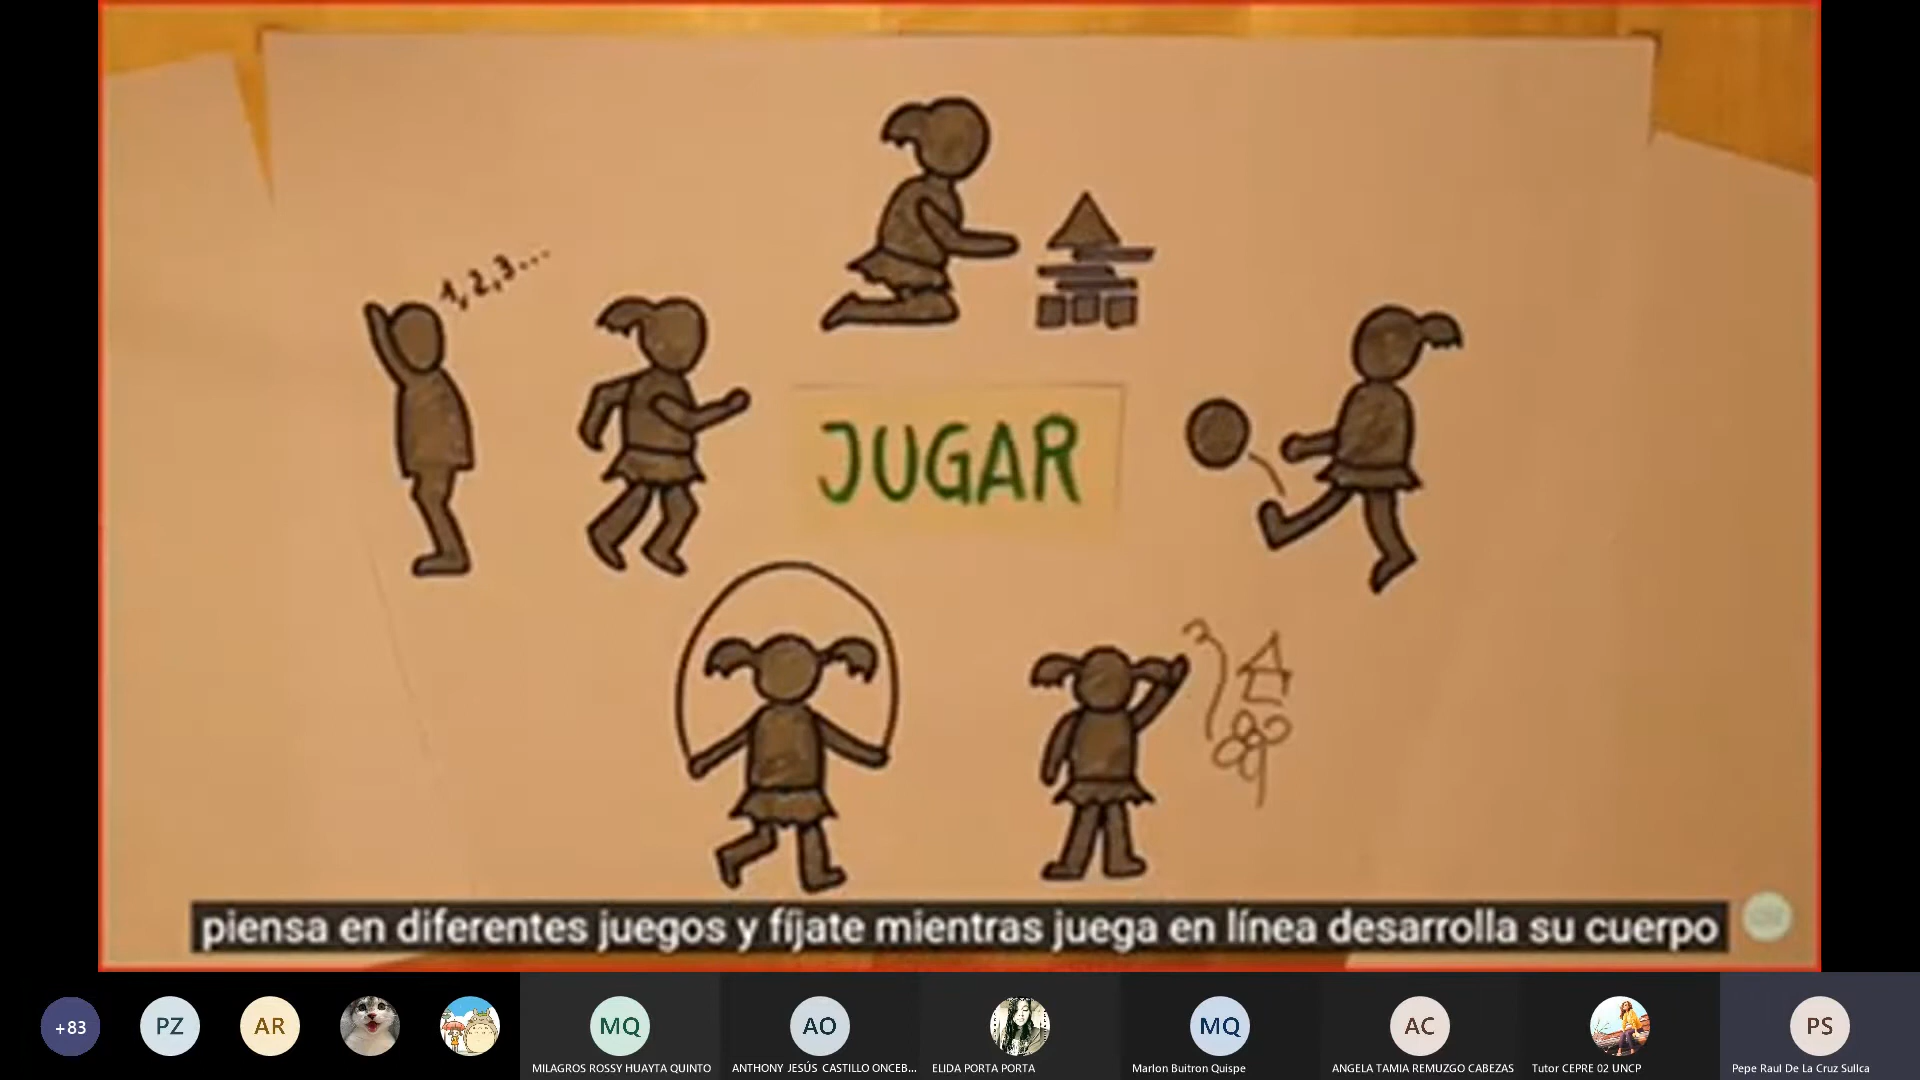 1,2,3...
JUGAR
3
piensa en diferentes juegos y fíjate mientras juega en línea desarrolla su cuerpo
+83
PZ
AR
MQ
AO
MQ
AC
PS
MILAGROS ROSSY HUAYTA QUINTO
ANTHONY JESÚS CASTILLO ONCEB...
ELIDA PORTA PORTA
Marlon Buitron Quispe
ANGELA TAMIA REMUZGO CABEZAS
Tutor CEPRE 02 UNCP
Pepe Raul De La Cruz Sullca